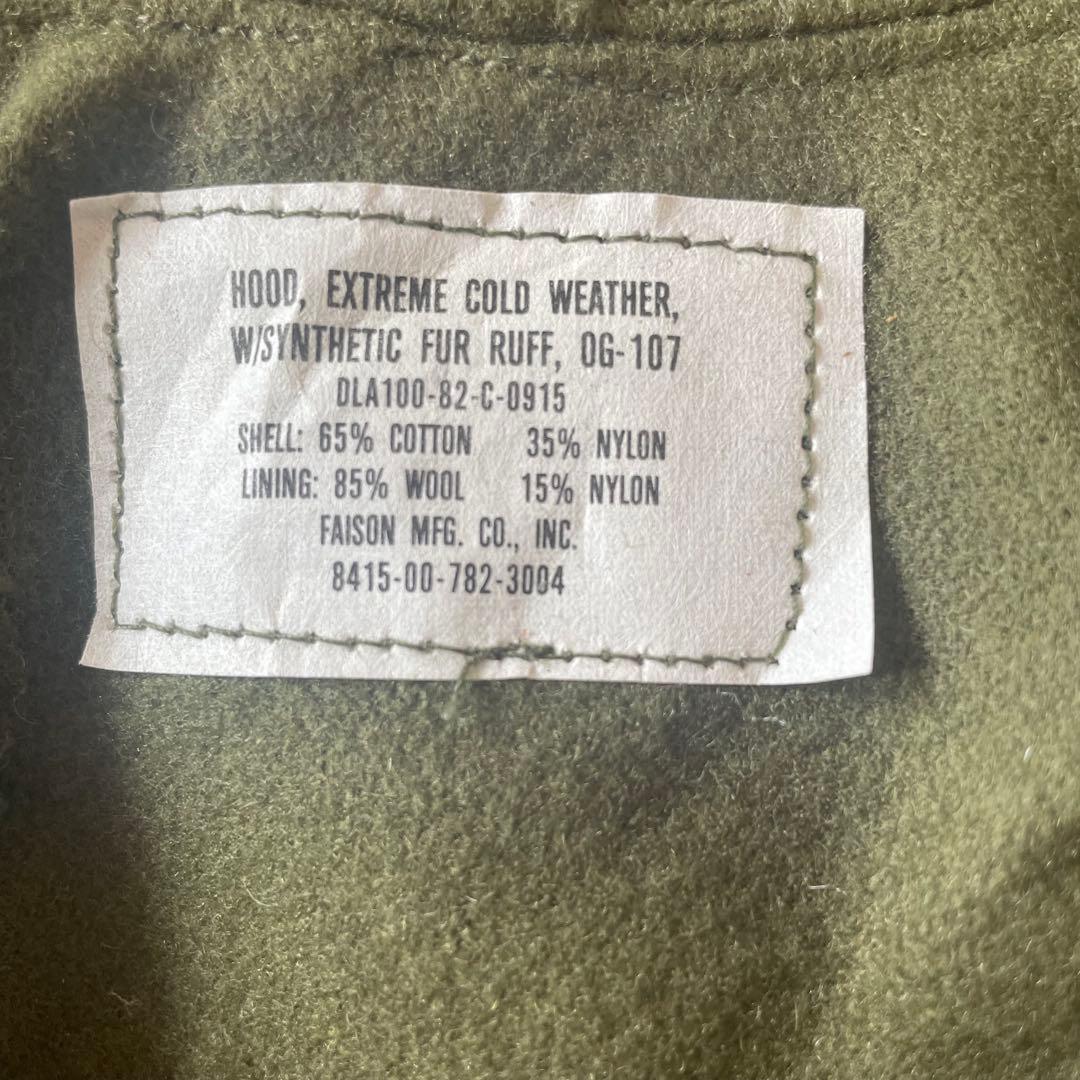 HOOD, EXTREME COLD WEATHER,
W/SYNTHETIC FUR RUFF, OG-107
DLA100-82-C-0915
SHELL: 65% COTTON 35% NYLON
LINING: 85% WOOL 15% NYLON
FAISON MFG. CO., INC.
8415-00-782-3004